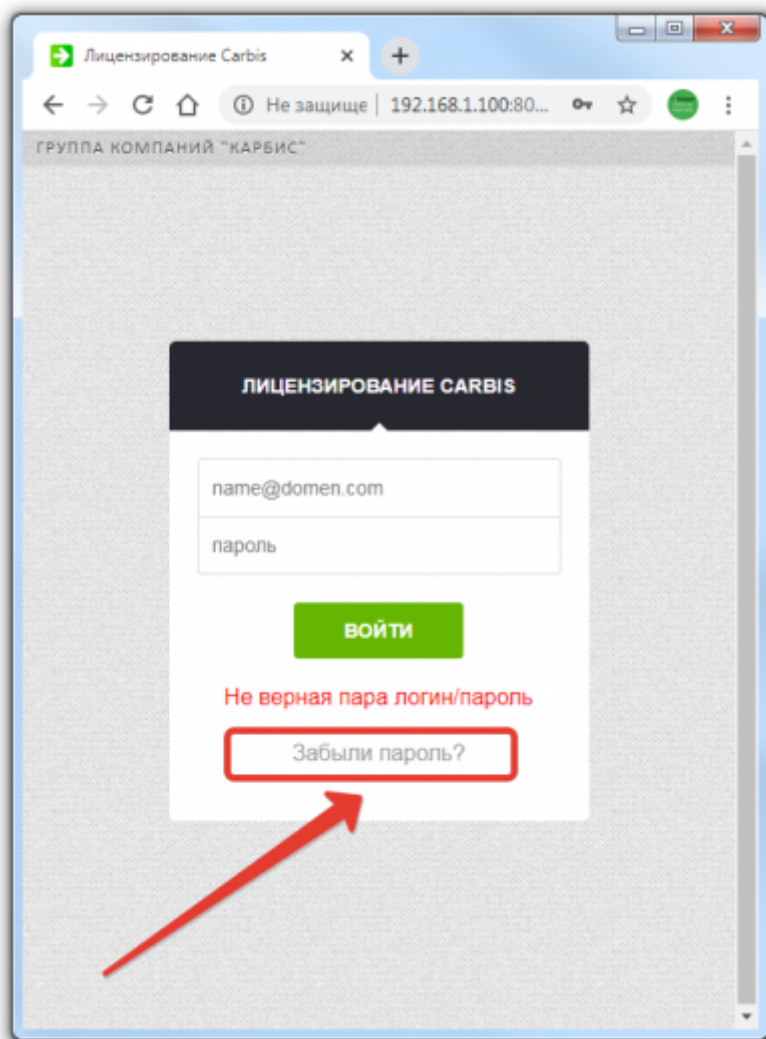 Лицензирование Carbis
Не защище 192.168.1.100:80...
ГРУППА КОМПАНИЙ "КАРБИС"
ЛИЦЕНЗИРОВАНИЕ CARBIS
name@domen.com
пароль
ВОЙТИ
Не верная пара логин/пароль
Забыли пароль?